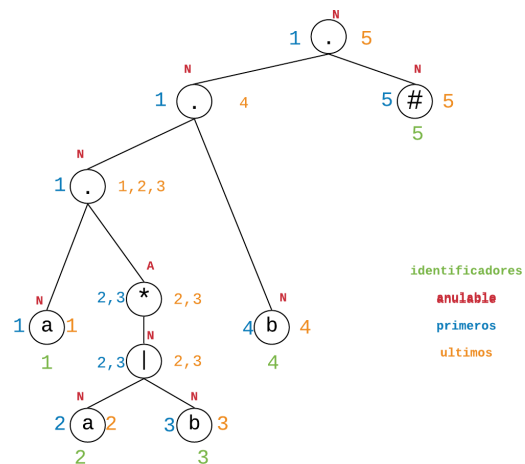 N
1 . 5
N N
1 . 4 5 # 5
5
N
1 . 1,2,3
A
2,3 * 2,3
N N
1 a 1 4 b 4
1 4
N
2,3 | 2,3
N N
2 a 2 3 b 3
2 3
identificadores
anulable
primeros
ultimos